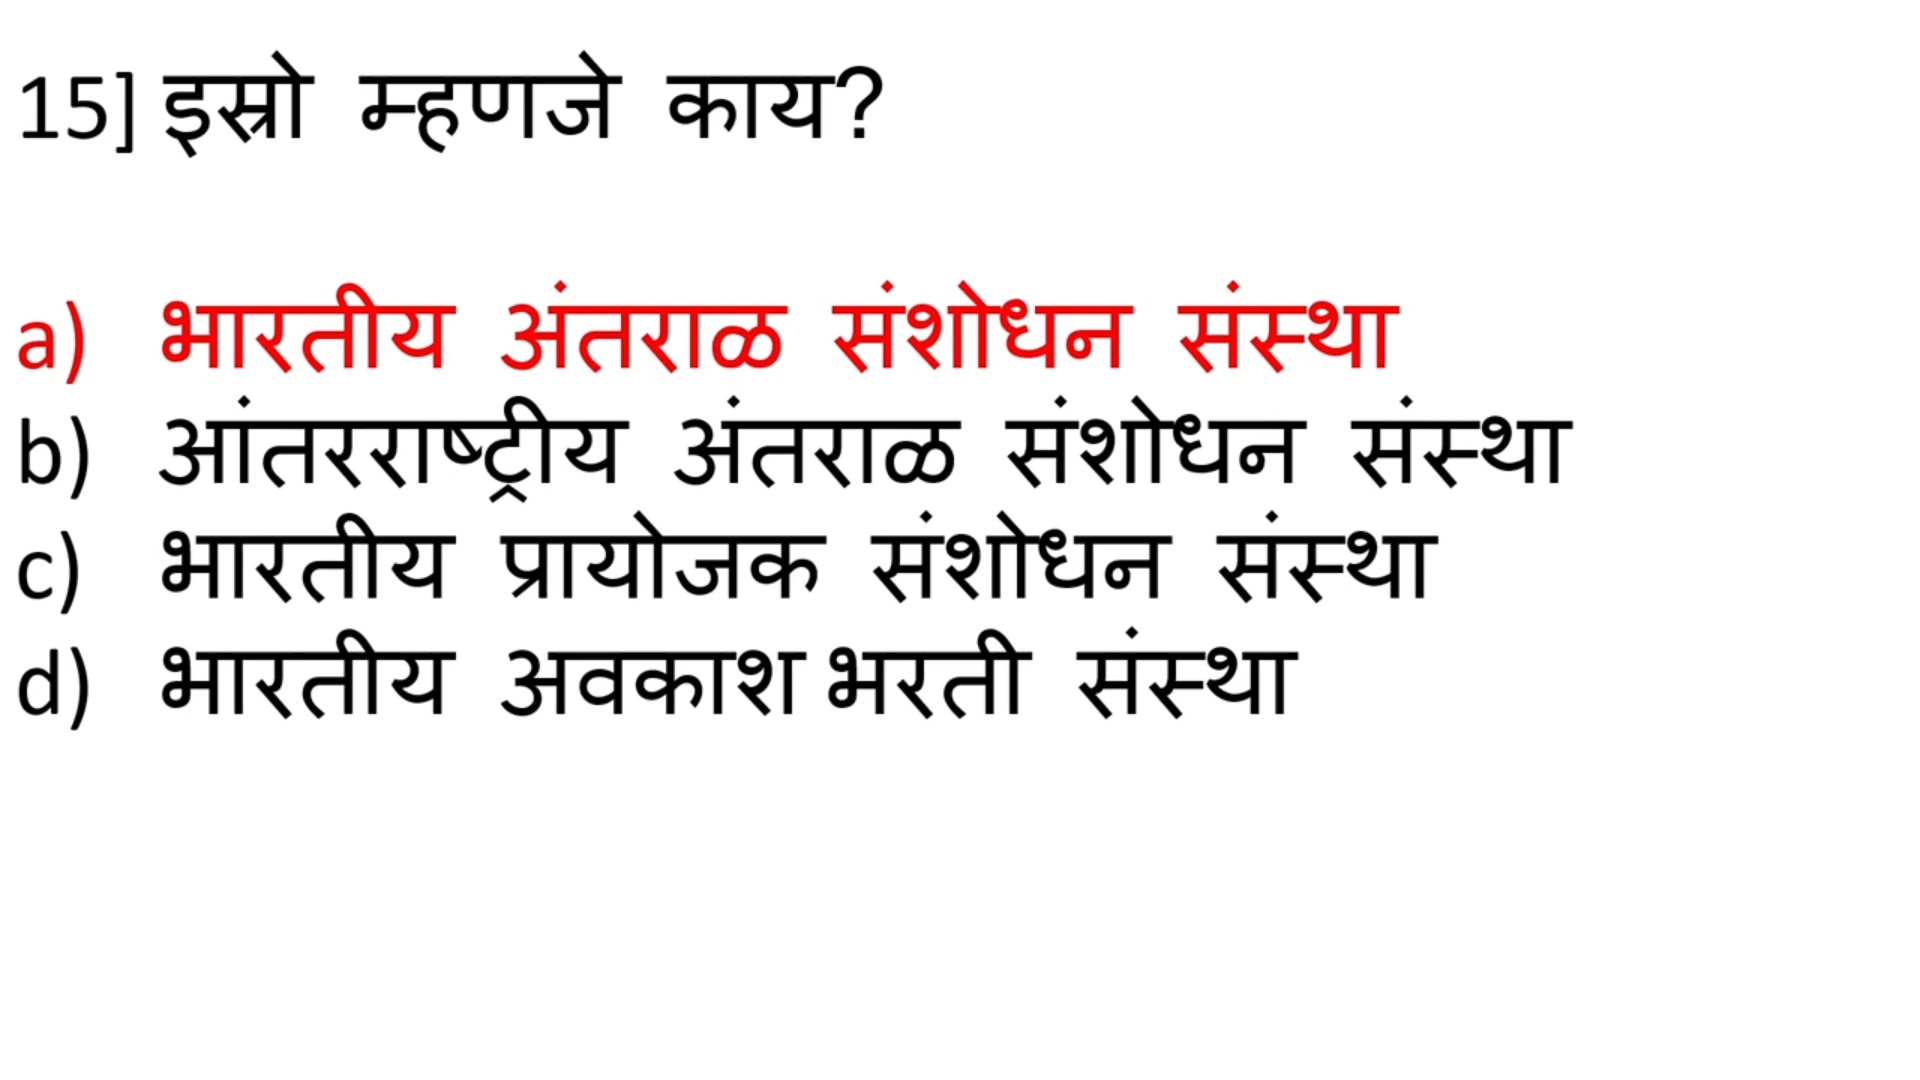 15] इस्रो म्हणजे काय?
a) भारतीय अंतराळ संशोधन संस्था
b) आंतरराष्ट्रीय अंतराळ संशोधन संस्था
c) भारतीय प्रायोजक संशोधन संस्था
d) भारतीय अवकाश भरती संस्था